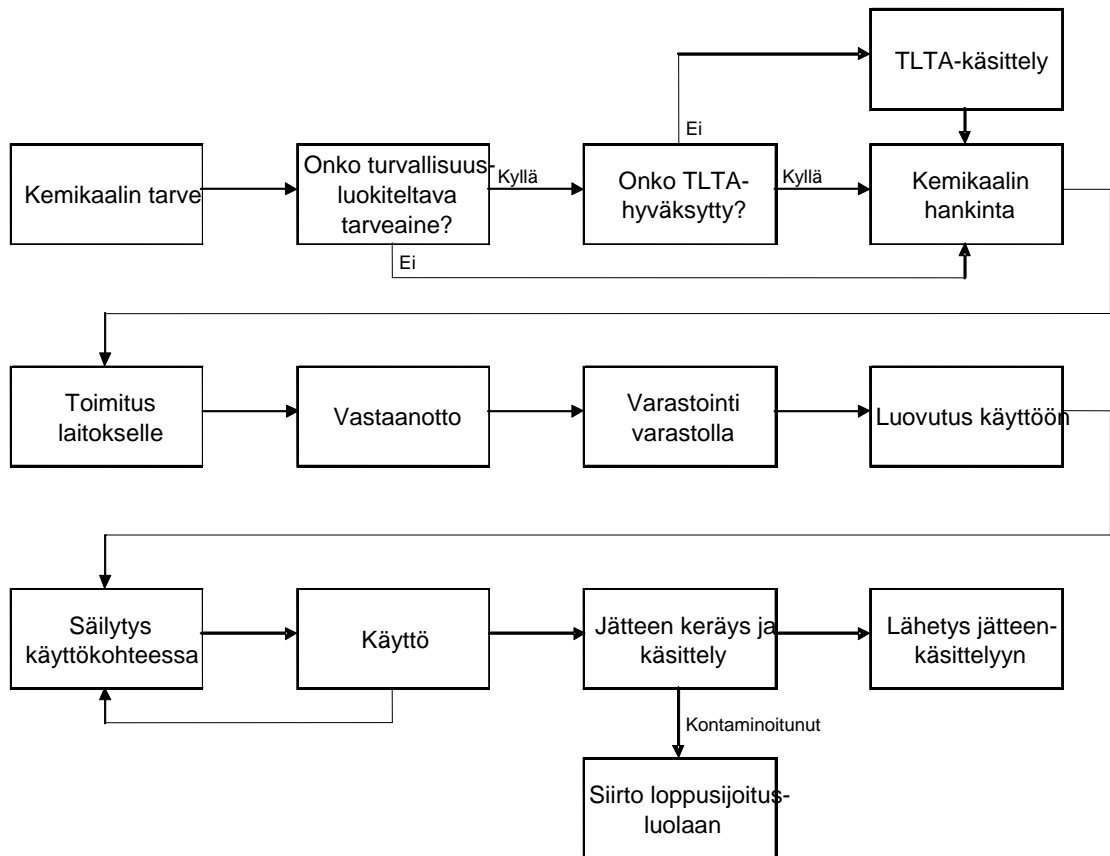 TLTA-käsittely
Ei
Kemikaalin tarve
Onko turvallisuus-
luokiteltava
tarveaine?
Kyllä
Onko TLTA-
hyväksytty?
Kyllä
Kemikaalin
hankinta
Ei
Toimitus
laitokselle
Vastaanotto
Varastointi
varastolla
Luovutus käyttöön
Säilytys
käyttökohteessa
Käyttö
Jätteen keräys ja
käsittely
Lähetys jätteen-
käsittelyyn
Kontaminoitunut
Siirto loppusijoitus-
luolaan